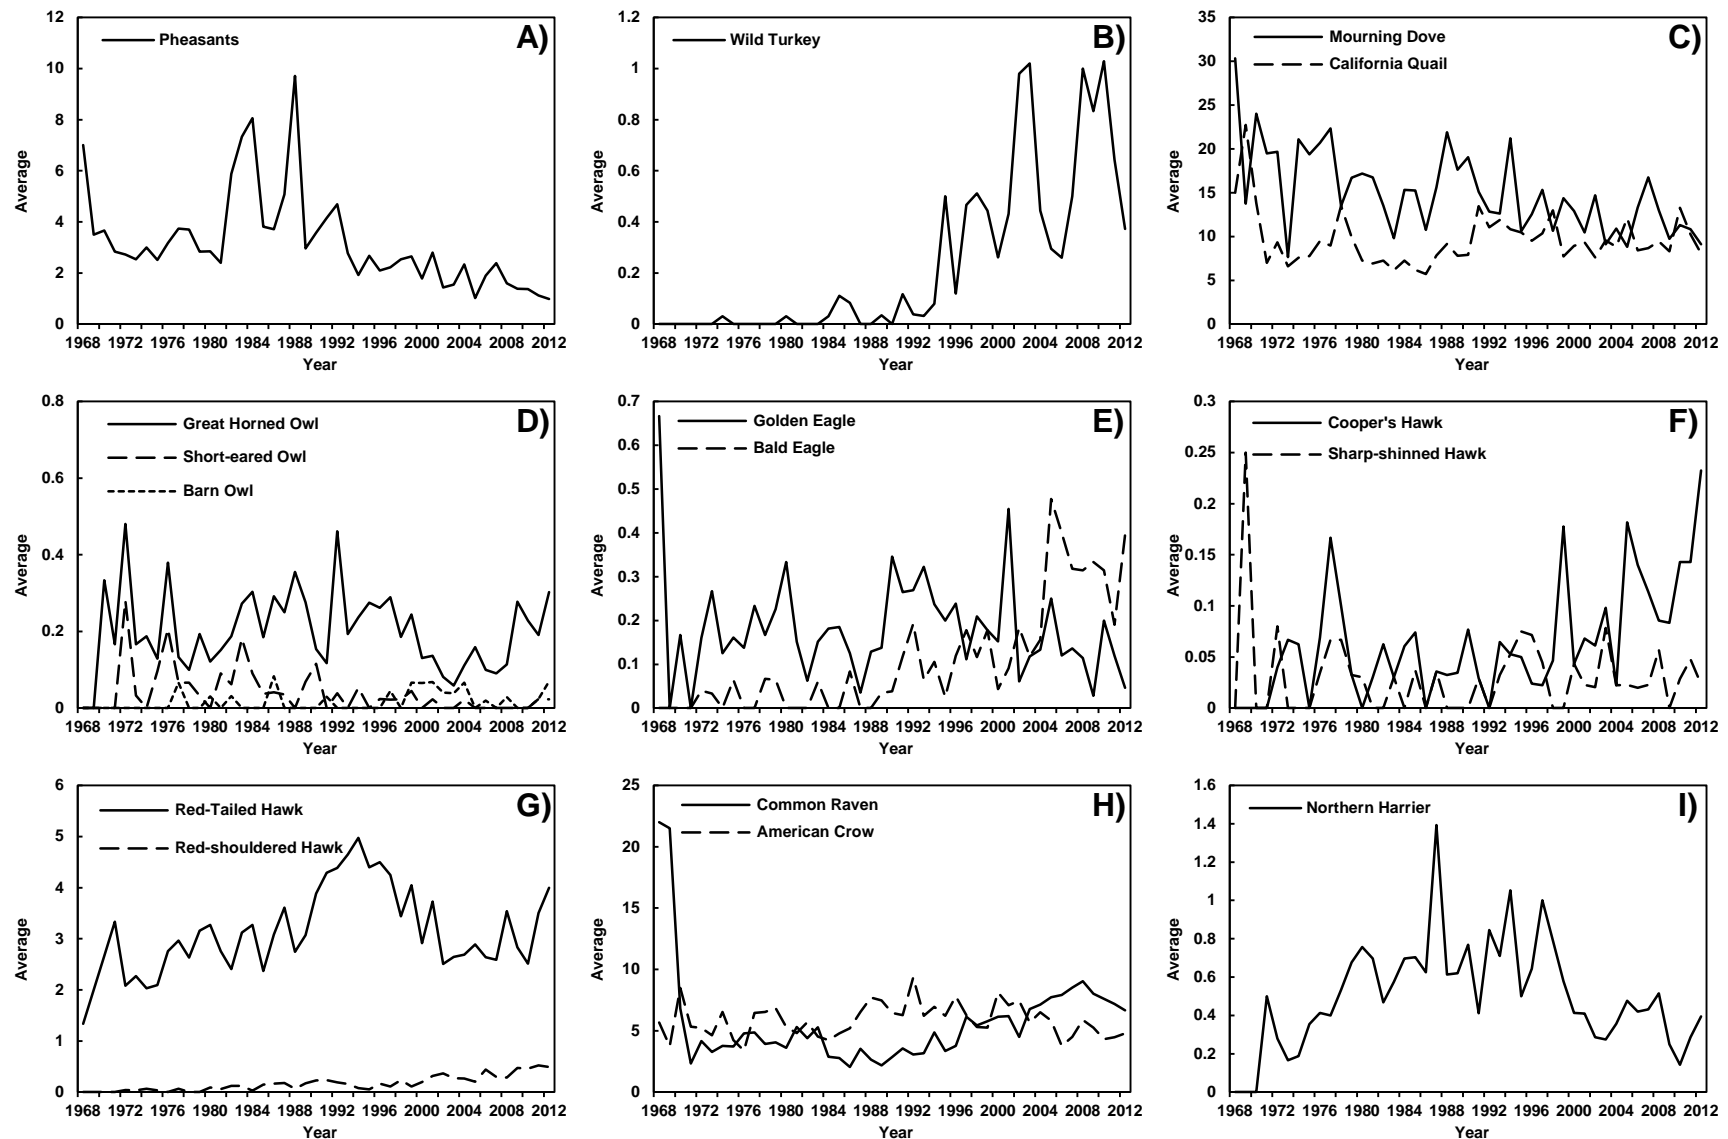 A)
Pheasants
12
10
8
6
4
2
0
Average
1968 1972 1976 1980 1984 1988 1992 1996 2000 2004 2008 2012
Year
B)
Wild Turkey
1.2
1
0.8
0.6
0.4
0.2
0
Average
1968 1972 1976 1980 1984 1988 1992 1996 2000 2004 2008 2012
Year
C)
Mourning Dove
California Quail
35
30
25
20
15
10
5
0
Average
1968 1972 1976 1980 1984 1988 1992 1996 2000 2004 2008 2012
Year
D)
Great Horned Owl
Short-eared Owl
Barn Owl
0.8
0.6
0.4
0.2
0
Average
1968 1972 1976 1980 1984 1988 1992 1996 2000 2004 2008 2012
Year
E)
Golden Eagle
Bald Eagle
0.7
0.6
0.5
0.4
0.3
0.2
0.1
0
Average
1968 1972 1976 1980 1984 1988 1992 1996 2000 2004 2008 2012
Year
F)
Cooper's Hawk
Sharp-shinned Hawk
0.3
0.25
0.2
0.15
0.1
0.05
0
Average
1968 1972 1976 1980 1984 1988 1992 1996 2000 2004 2008 2012
Year
G)
Red-Tailed Hawk
Red-shouldered Hawk
6
5
4
3
2
1
0
Average
1968 1972 1976 1980 1984 1988 1992 1996 2000 2004 2008 2012
Year
H)
Common Raven
American Crow
25
20
15
10
5
0
Average
1968 1972 1976 1980 1984 1988 1992 1996 2000 2004 2008 2012
Year
I)
Northern Harrier
1.6
1.4
1.2
1
0.8
0.6
0.4
0.2
0
Average
1968 1972 1976 1980 1984 1988 1992 1996 2000 2004 2008 2012
Year